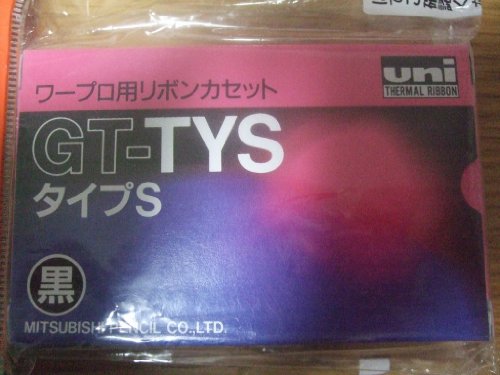 uni
THERMAL RIBBON
ワープロ用リボンカセット
GT-TYS
タイプS
黒
MITSUBISHI PENCIL CO.,LTD.